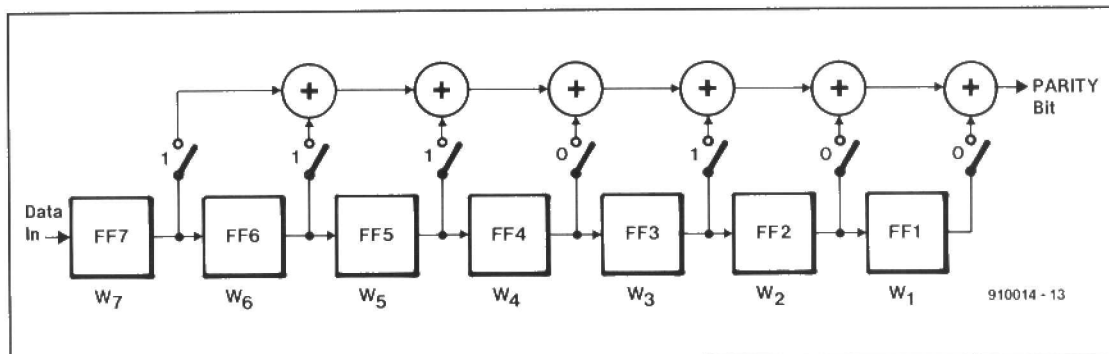 + + + + + + PARITY
Bit
1 1 1 0 1 0 0
Data
In FF7 FF6 FF5 FF4 FF3 FF2 FF1
W7 W6 W5 W4 W3 W2 W1
910014 - 13